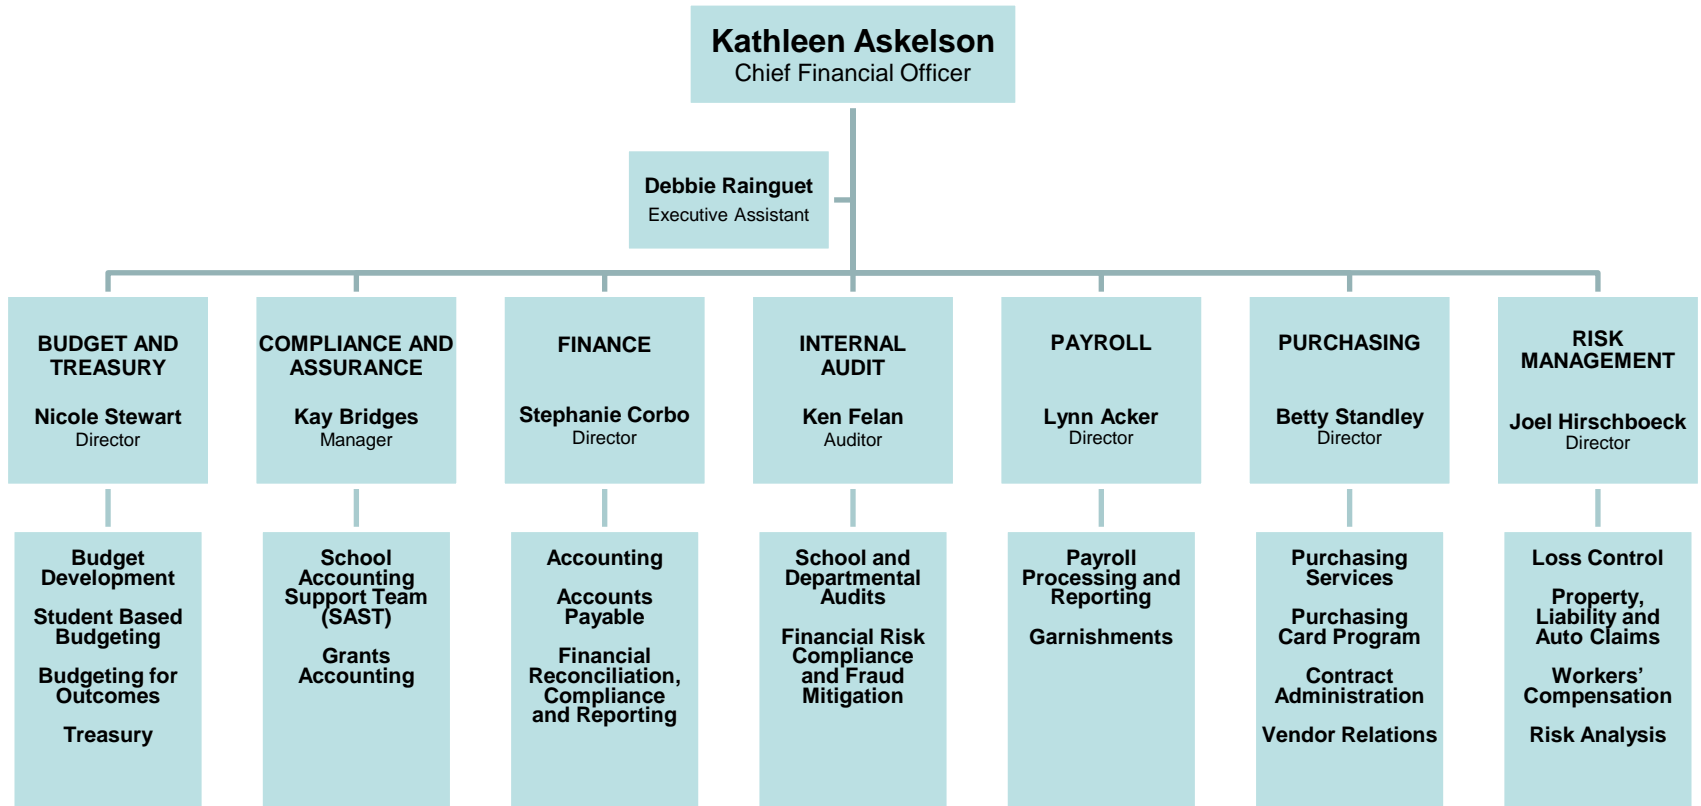 Kathleen Askelson
Chief Financial Officer
Debbie Rainguet
Executive Assistant
BUDGET AND
TREASURY
Nicole Stewart
Director
COMPLIANCE AND
ASSURANCE
Kay Bridges
Manager
FINANCE
Stephanie Corbo
Director
INTERNAL
AUDIT
Ken Felan
Auditor
PAYROLL
Lynn Acker
Director
PURCHASING
Betty Standley
Director
RISK
MANAGEMENT
Joel Hirschboeck
Director
Budget
Development
Student Based
Budgeting
Budgeting for
Outcomes
Treasury
School
Accounting
Support Team
(SAST)
Grants
Accounting
Accounting
Accounts
Payable
Financial
Reconciliation,
Compliance
and Reporting
School and
Departmental
Audits
Financial Risk
Compliance
and Fraud
Mitigation
Payroll
Processing and
Reporting
Garnishments
Purchasing
Services
Purchasing
Card Program
Contract
Administration
Vendor Relations
Loss Control
Property,
Liability and
Auto Claims
Workers’
Compensation
Risk Analysis